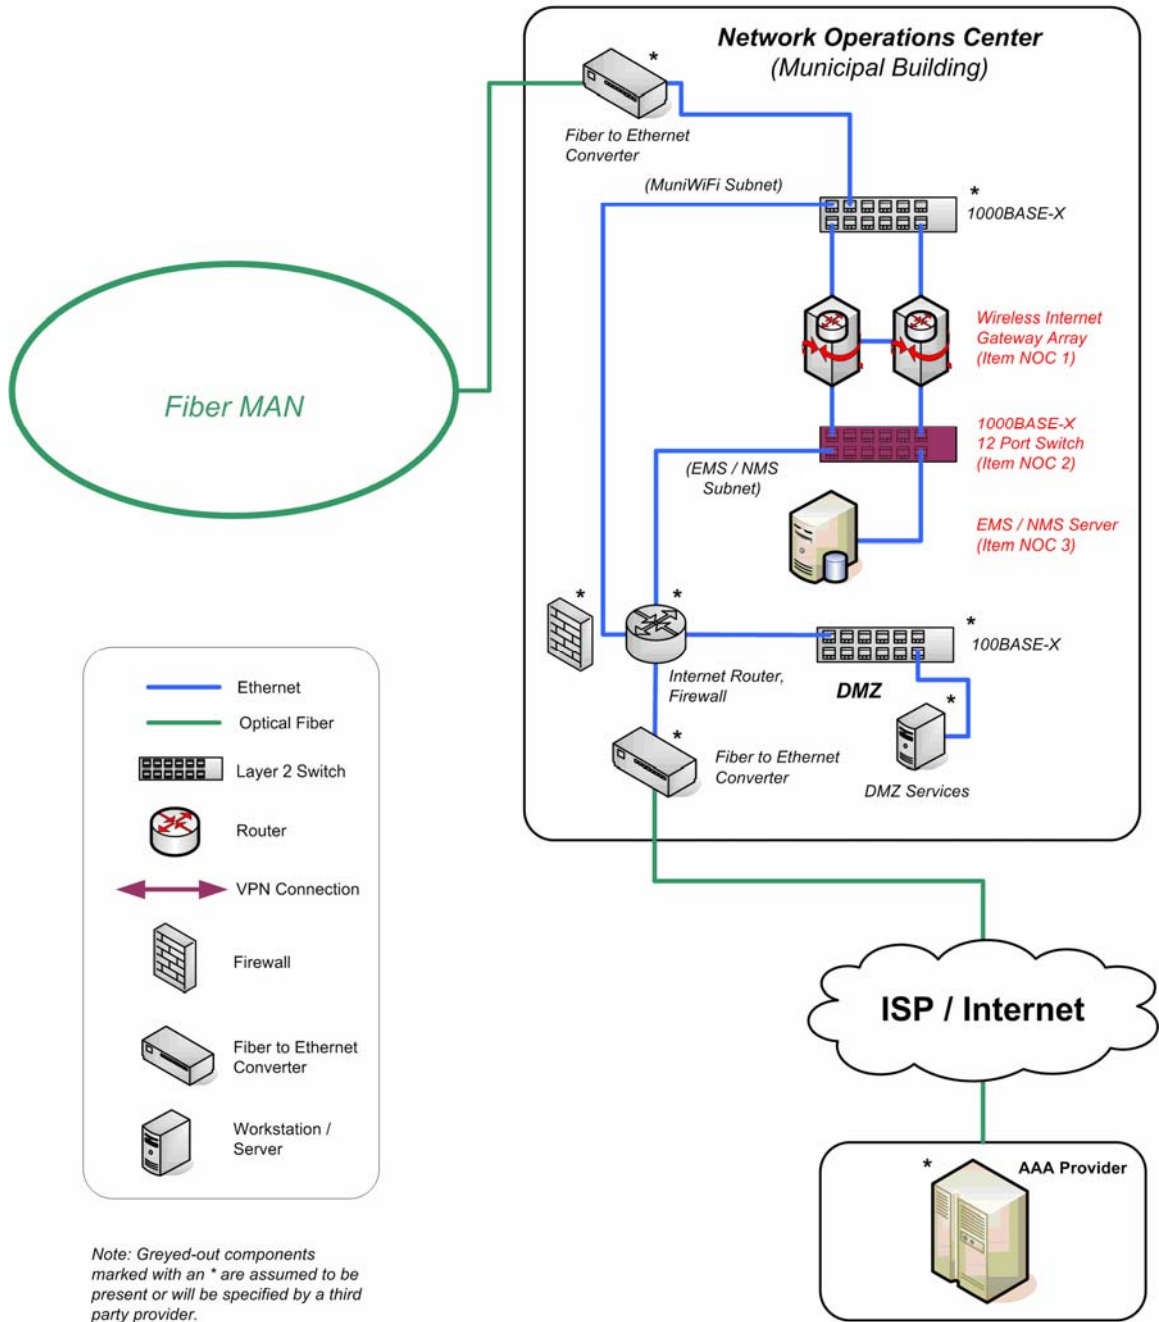 Network Operations Center
(Municipal Building)
*
Fiber to Ethernet
Converter
(MuniWiFi Subnet)
*
1000BASE-X
Wireless Internet
Gateway Array
(Item NOC 1)
Fiber MAN
1000BASE-X
12 Port Switch
(Item NOC 2)
(EMS / NMS
Subnet)
EMS / NMS Server
(Item NOC 3)
*
*
*
100BASE-X
Internet Router,
Firewall
DMZ
*
*
Fiber to Ethernet
Converter
DMZ Services
Ethernet
Optical Fiber
Layer 2 Switch
Router
VPN Connection
Firewall
Fiber to Ethernet
Converter
Workstation /
Server
ISP / Internet
*
AAA Provider
Note: Greyed-out components
marked with an * are assumed to be
present or will be specified by a third
party provider.